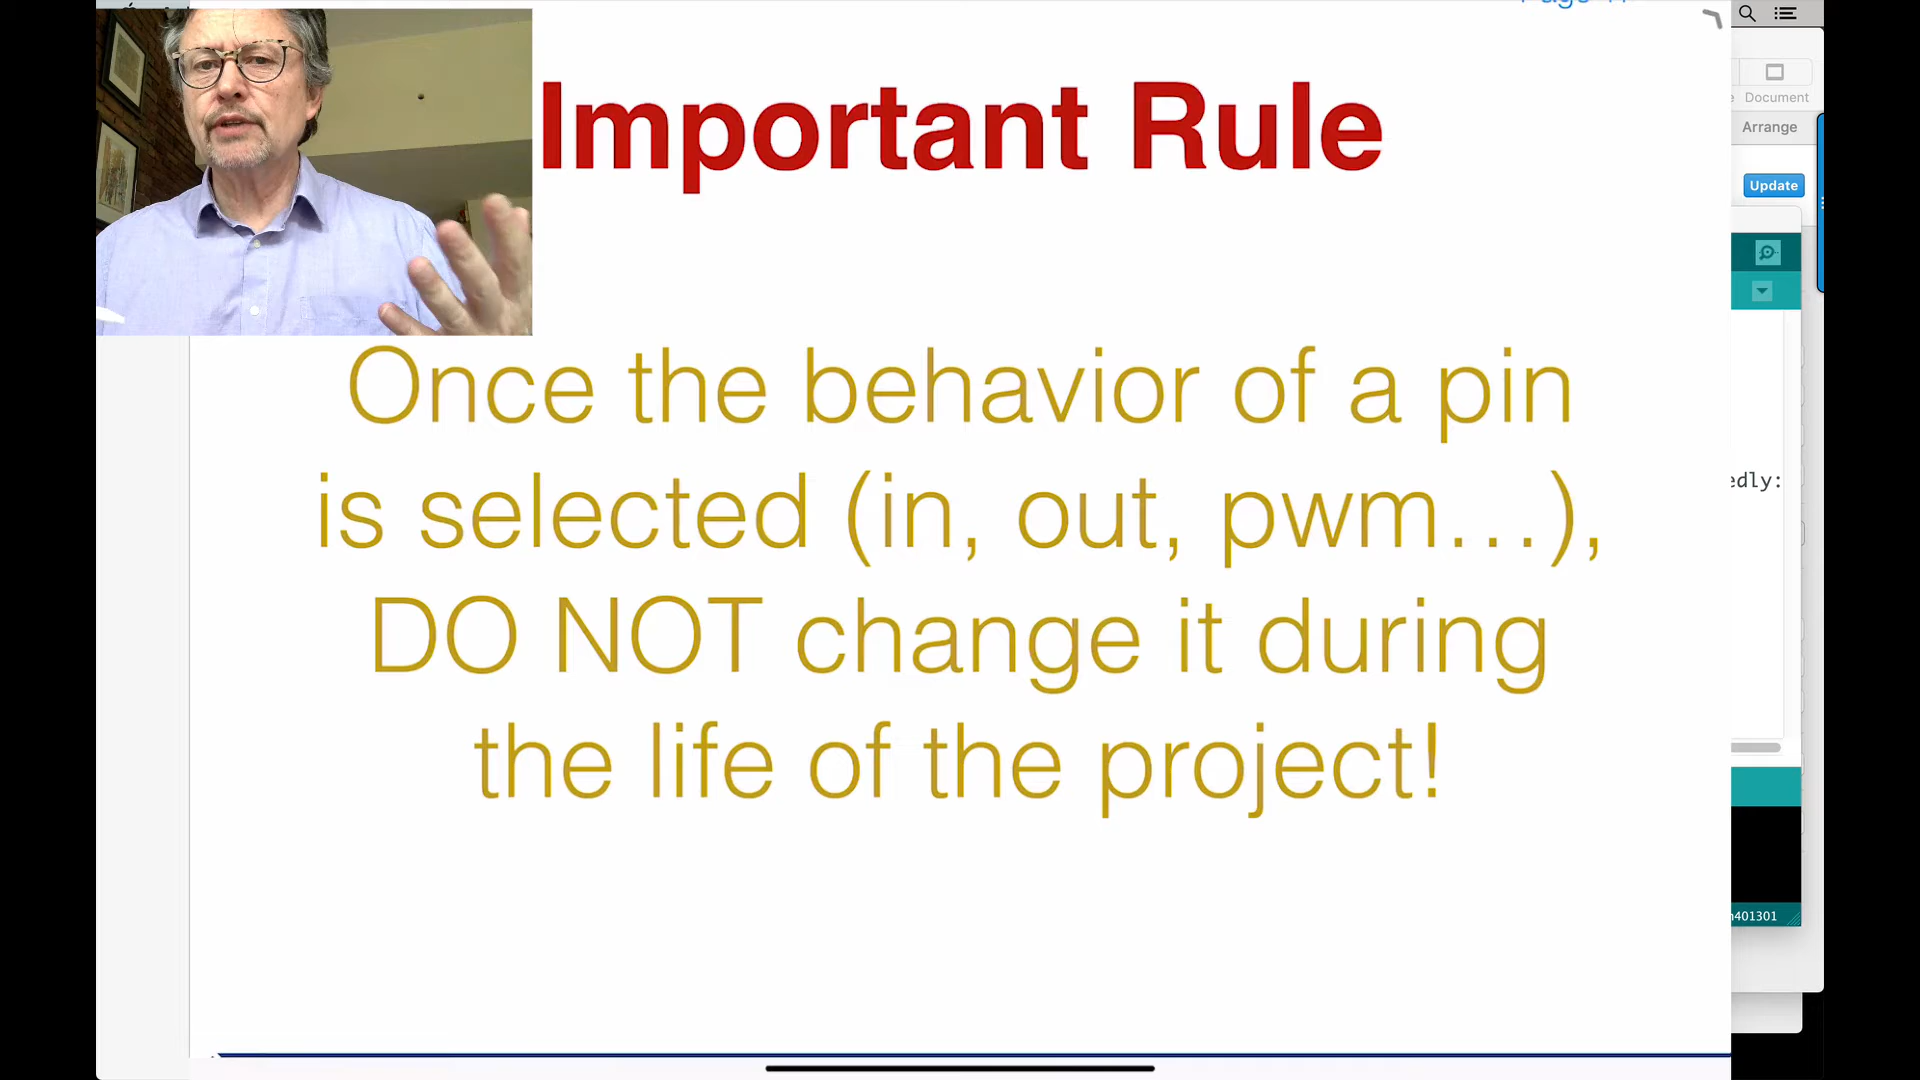 Important Rule
Document
Arrange
Update
Once the behavior of a pin
is selected (in, out, pwm…),
edly:
DO NOT change it during
the life of the project!
401301